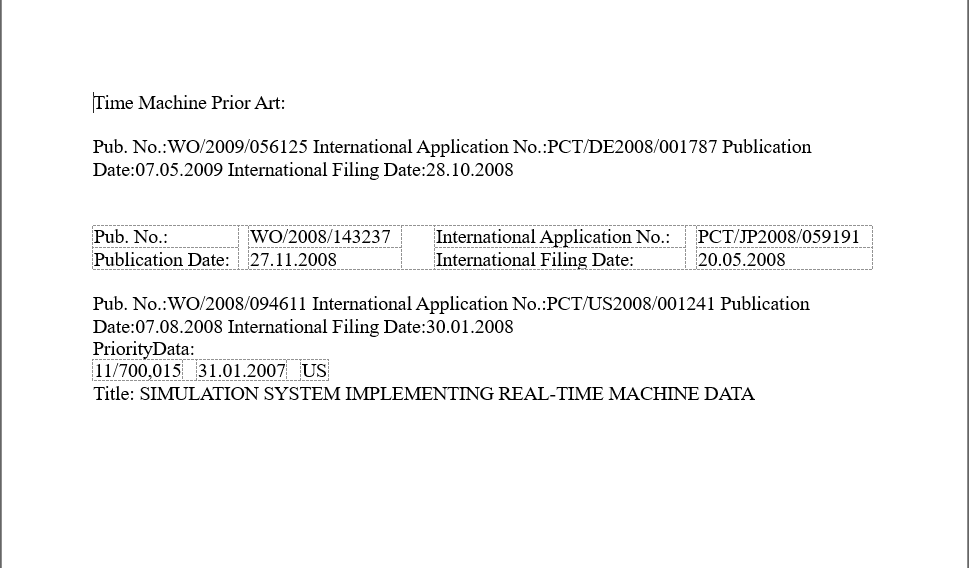 Time Machine Prior Art:
Pub. No.:WO/2009/056125 International Application No.:PCT/DE2008/001787 Publication
Date:07.05.2009 International Filing Date:28.10.2008
Pub. No.: WO/2008/143237 International Application No.: PCT/JP2008/059191
Publication Date: 27.11.2008 International Filing Date: 20.05.2008
Pub. No.:WO/2008/094611 International Application No.:PCT/US2008/001241 Publication
Date:07.08.2008 International Filing Date:30.01.2008
PriorityData:
11/700,015 31.01.2007 US
Title: SIMULATION SYSTEM IMPLEMENTING REAL-TIME MACHINE DATA